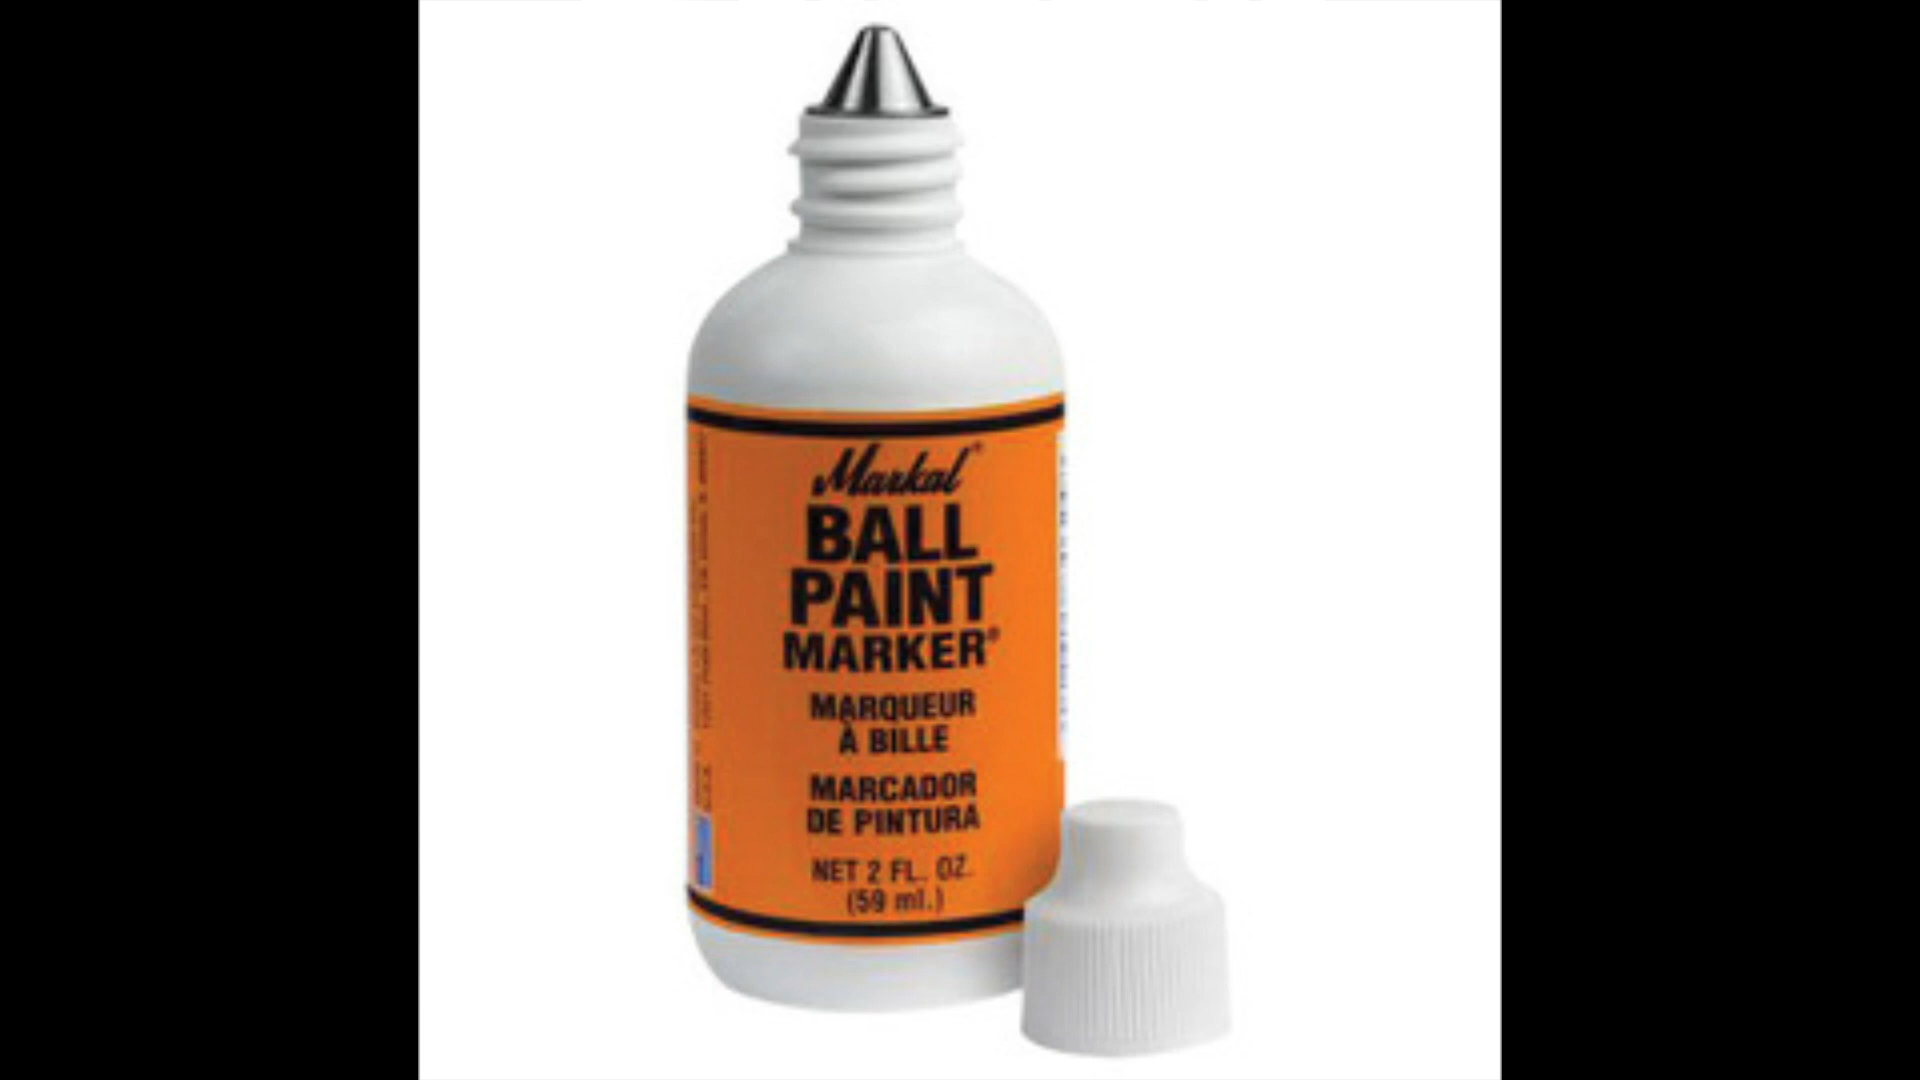 Markal®
BALL
PAINT
MARKER®
MARQUEUR
À BILLE
MARCADOR
DE PINTURA
NET 2 FL. OZ.
(59 ml.)